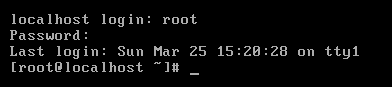 localhost login: root
Password:
Last login: Sun Mar 25 15:20:28 on tty1
[root@localhost ~]# _